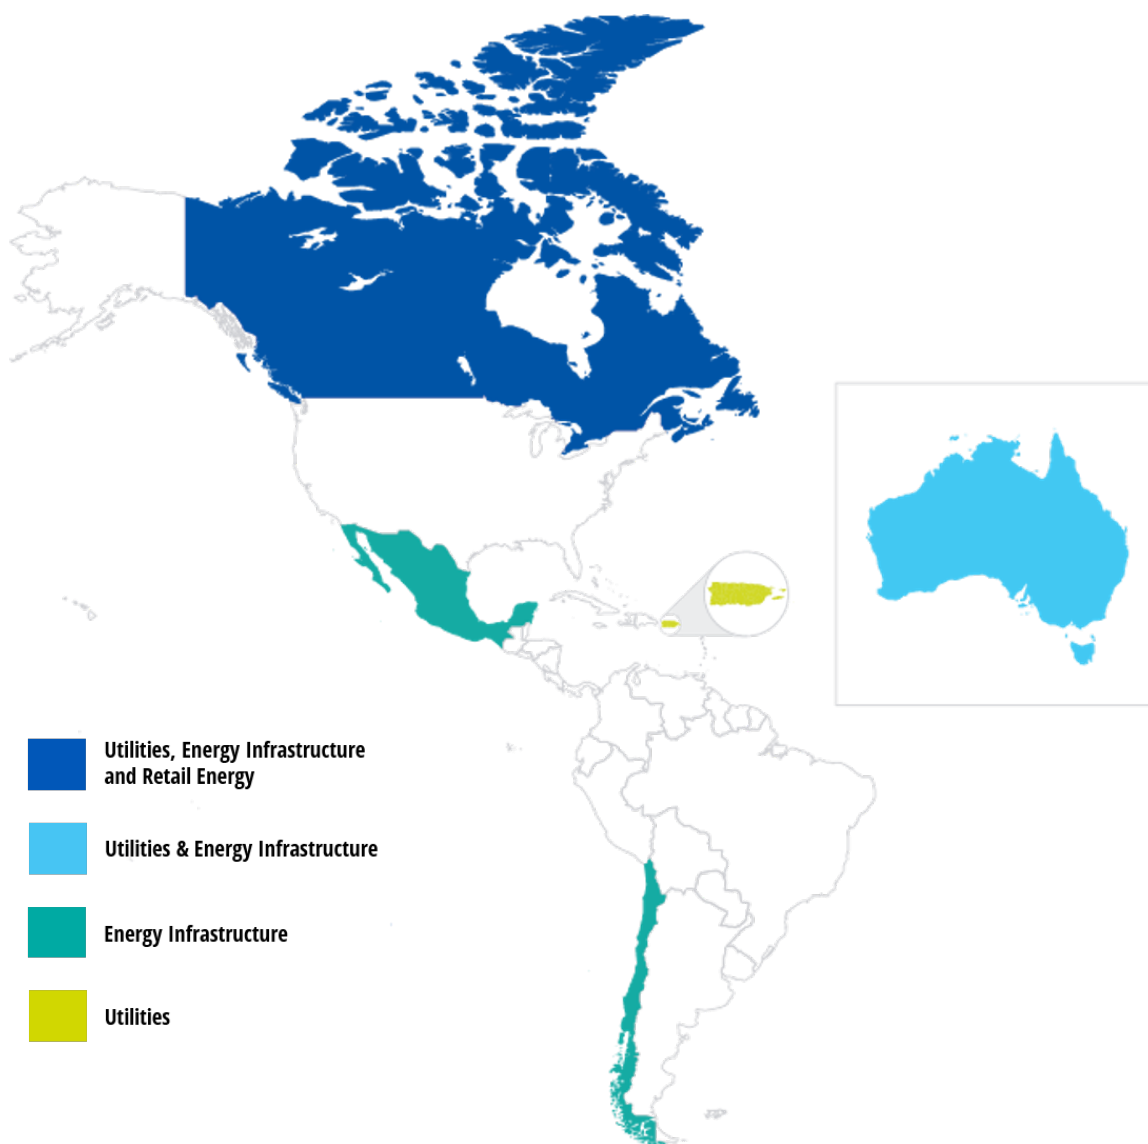 Utilities, Energy Infrastructure
and Retail Energy
Utilities & Energy Infrastructure
Energy Infrastructure
Utilities